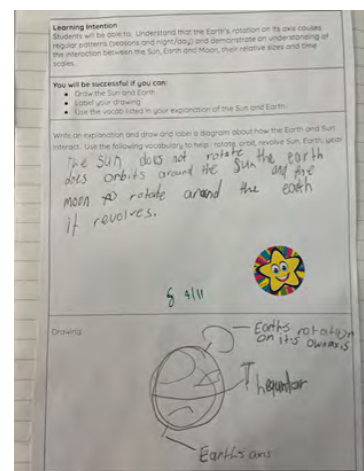 Learning Intention
Students will be able to: Understand that the Earth's rotation on its axis causes
regular patterns (seasons and night/day) and demonstrate an understanding of
the interaction between the Sun, Earth and Moon, their relative sizes and time
scales.
You will be successful if you can:
• Draw the Sun and Earth
• Label your drawing
• Use the vocab listed in your explanation of the Sun and Earth.
Write an explanation and draw and label a diagram about how the Earth and Sun
interact. Use the following vocabulary to help: rotate, orbit, revolve, Sun, Earth, year
The Sun does not rotate the earth
does orbits around the Sun and the
moon rotate around the earth
it revolves.
4/11
Drawing:
Earths rotation
on it's own axis
Earths